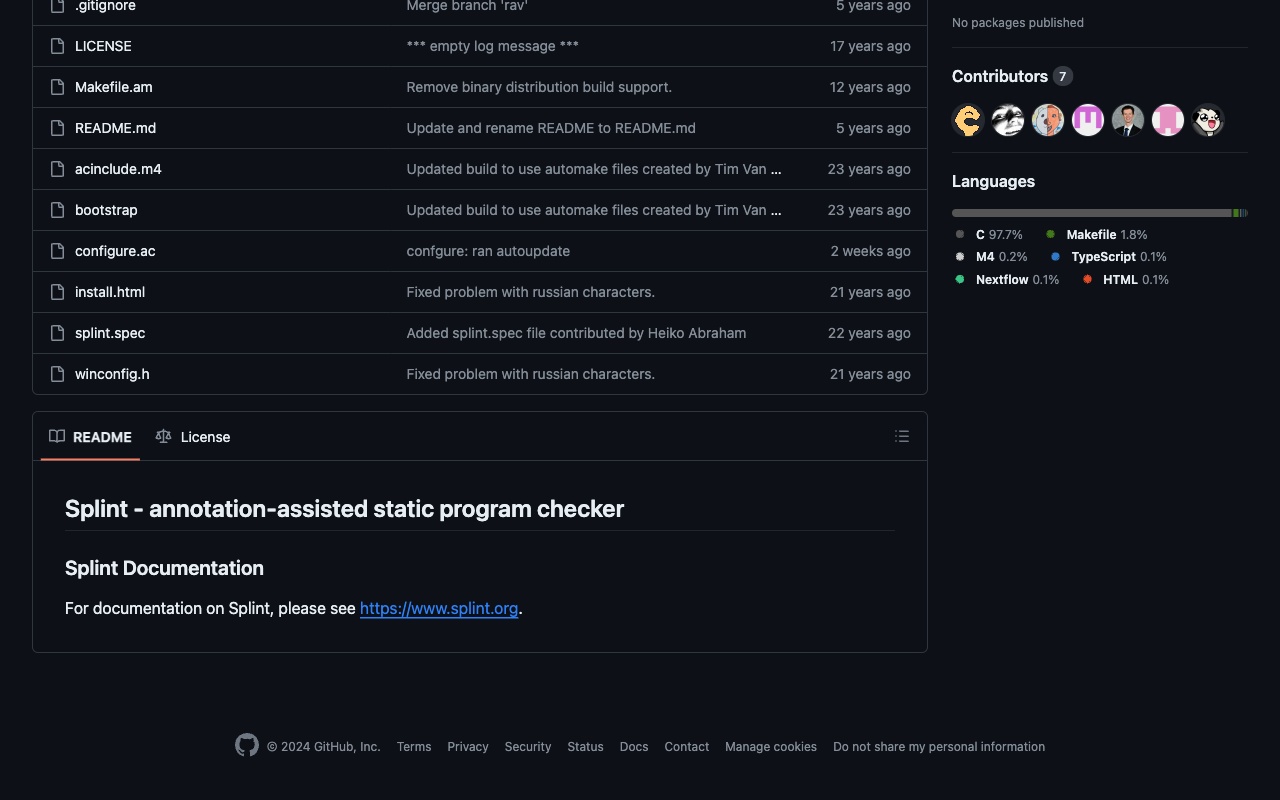 .gitignore Merge branch 'rav' 5 years ago
LICENSE *** empty log message *** 17 years ago
Makefile.am Remove binary distribution build support. 12 years ago
README.md Update and rename README to README.md 5 years ago
acinclude.m4 Updated build to use automake files created by Tim Van ... 23 years ago
bootstrap Updated build to use automake files created by Tim Van ... 23 years ago
configure.ac confgure: ran autoupdate 2 weeks ago
install.html Fixed problem with russian characters. 21 years ago
splint.spec Added splint.spec file contributed by Heiko Abraham 22 years ago
winconfig.h Fixed problem with russian characters. 21 years ago
README License
Splint - annotation-assisted static program checker
Splint Documentation
For documentation on Splint, please see https://www.splint.org.
No packages published
Contributors 7
Languages
C 97.7% Makefile 1.8%
M4 0.2% TypeScript 0.1%
Nextflow 0.1% HTML 0.1%
© 2024 GitHub, Inc. Terms Privacy Security Status Docs Contact Manage cookies Do not share my personal information